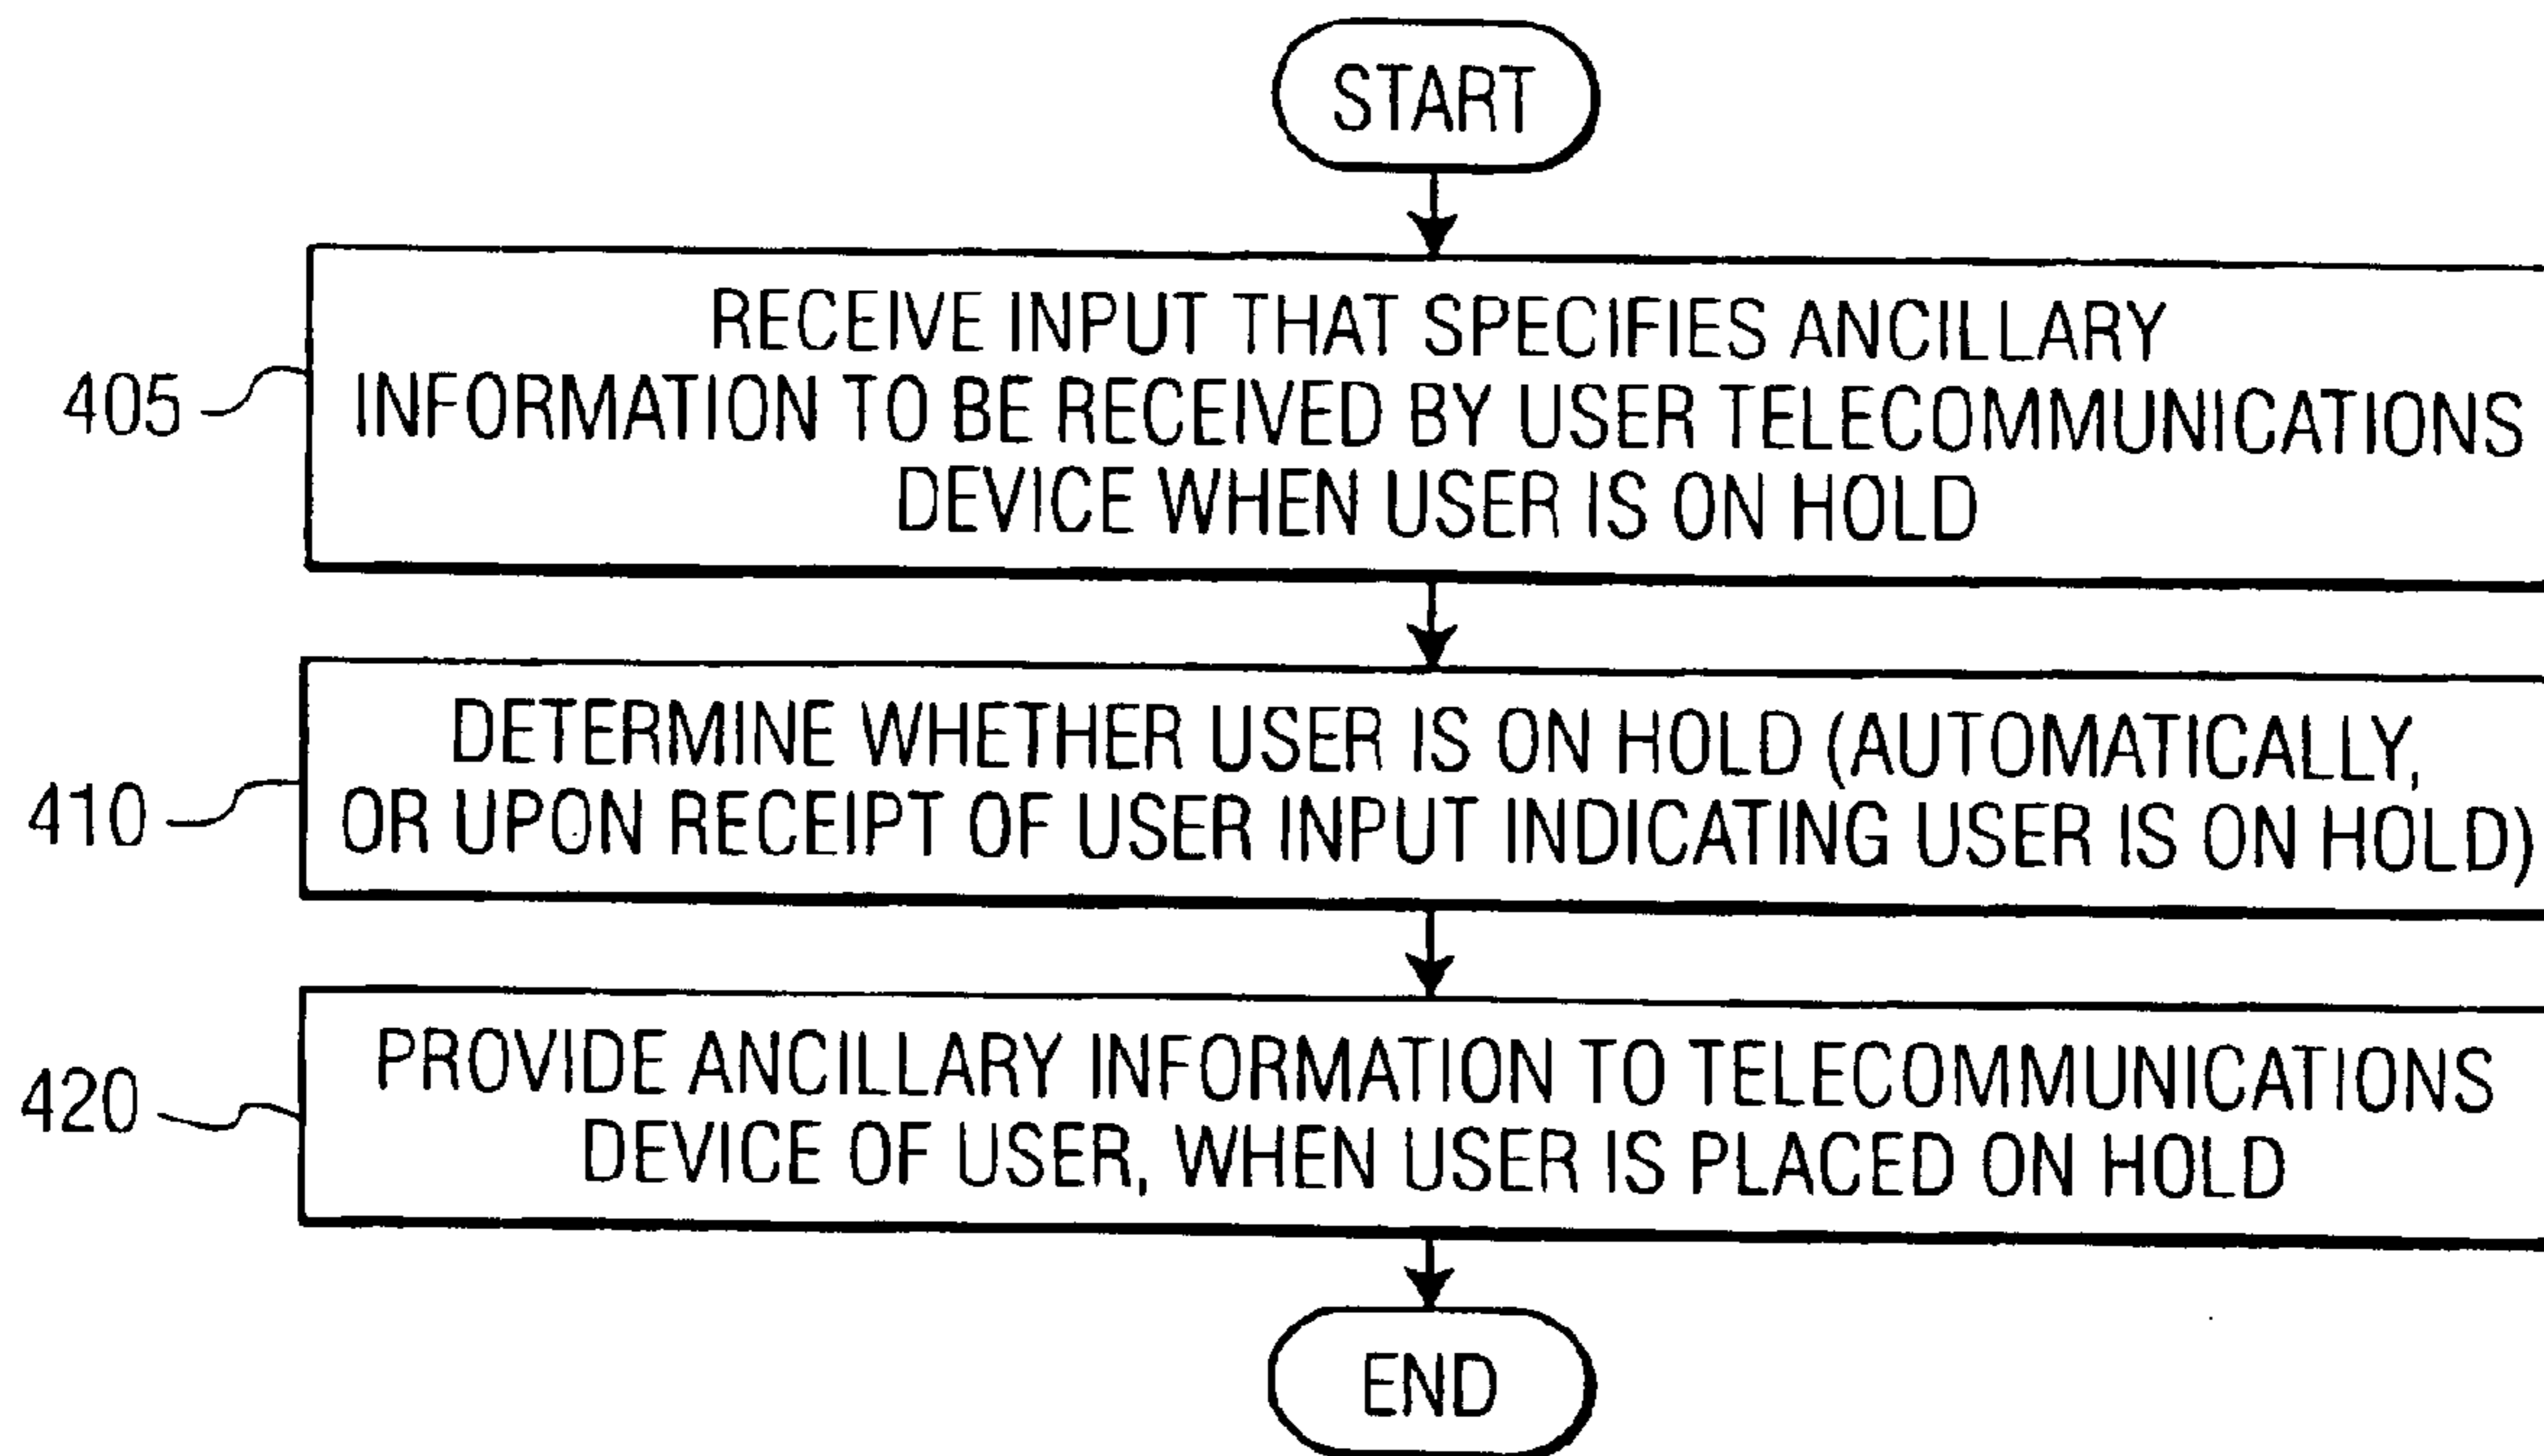 START
405
RECEIVE INPUT THAT SPECIFIES ANCILLARY
INFORMATION TO BE RECEIVED BY USER TELECOMMUNICATIONS
DEVICE WHEN USER IS ON HOLD
410
DETERMINE WHETHER USER IS ON HOLD (AUTOMATICALLY,
OR UPON RECEIPT OF USER INPUT INDICATING USER IS ON HOLD)
420
PROVIDE ANCILLARY INFORMATION TO TELECOMMUNICATIONS
DEVICE OF USER, WHEN USER IS PLACED ON HOLD
END